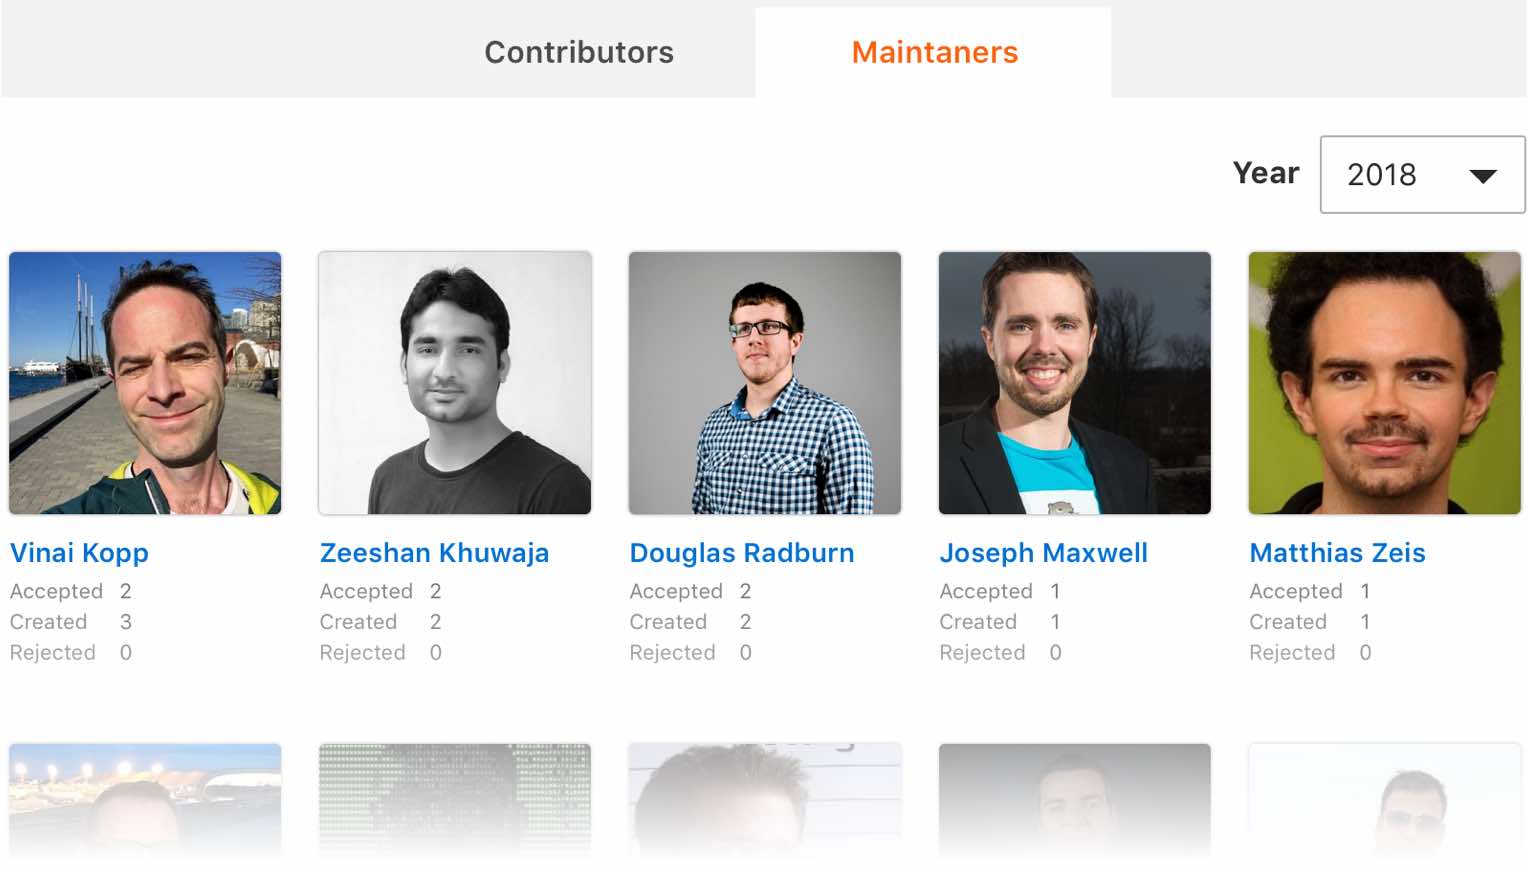 Contributors Maintaners
Year 2018
Vinai Kopp Zeeshan Khuwaja Douglas Radburn Joseph Maxwell Matthias Zeis
Accepted 2 Accepted 2 Accepted 2 Accepted 1 Accepted 1
Created 3 Created 2 Created 2 Created 1 Created 1
Rejected 0 Rejected 0 Rejected 0 Rejected 0 Rejected 0